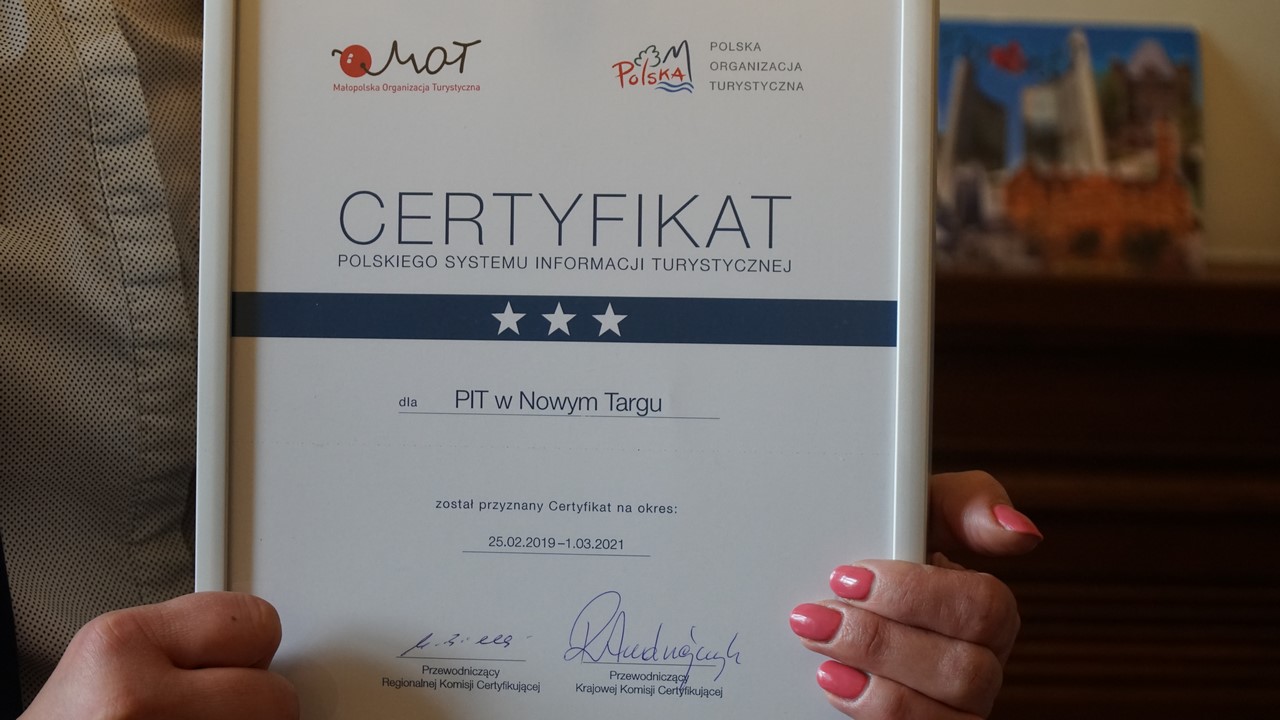 MOT
Małopolska Organizacja Turystyczna
Polska
POLSKA
ORGANIZACJA
TURYSTYCZNA
CERTYFIKAT
POLSKIEGO SYSTEMU INFORMACJI TURYSTYCZNEJ
dla PIT w Nowym Targu
został przyznany Certyfikat na okres:
25.02.2019–1.03.2021
Przewodniczący
Regionalnej Komisji Certyfikującej
Przewodniczący
Krajowej Komisji Certyfikującej